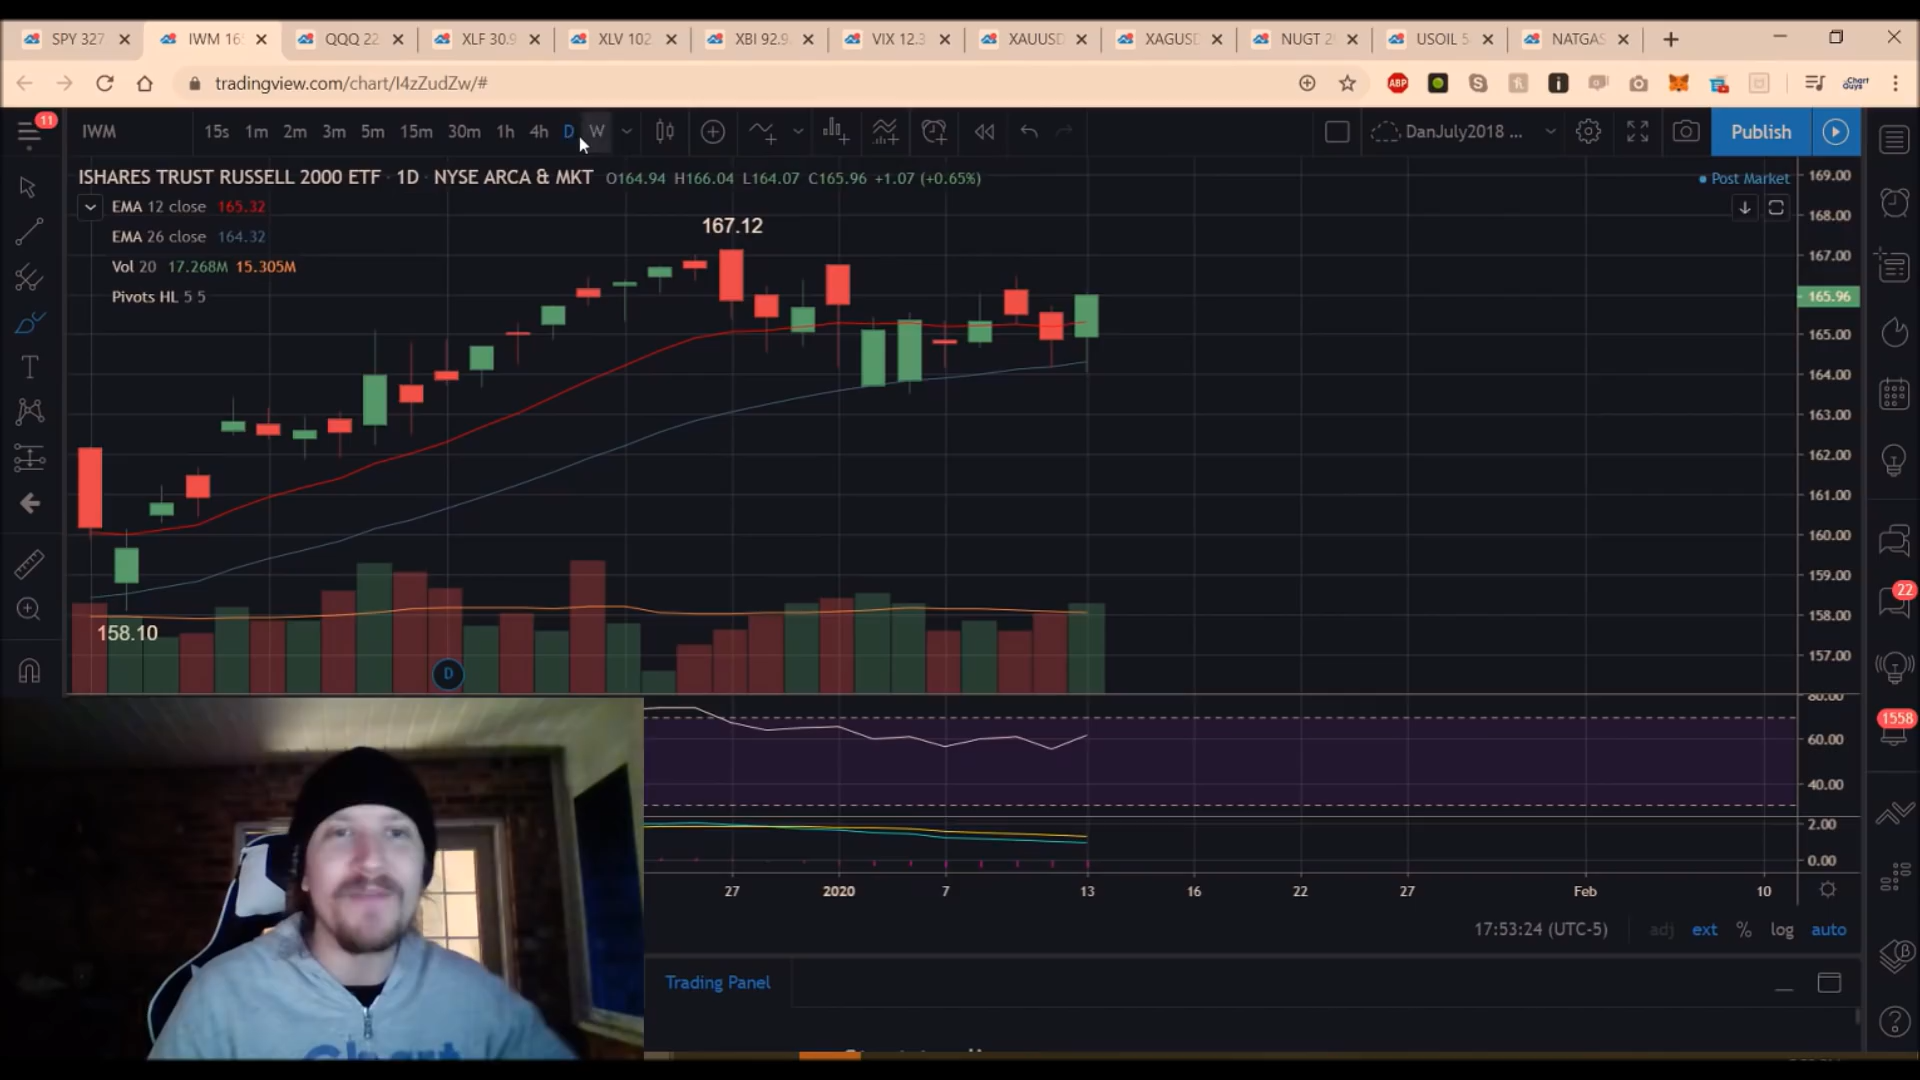 SPY 327
IWM 16
QQQ 22
XLF 30.9
XLV 102
XBI 92.9
VIX 12.3
XAUUSD
XAGUSD
NUGT 2
USOIL 5
NATGAS
tradingview.com/chart/I4zZudZw/#
ABP
11
IWM
15s 1m 2m 3m 5m 15m 30m 1h 4h D W
DanJuly2018 ...
Publish
ISHARES TRUST RUSSELL 2000 ETF · 1D · NYSE ARCA & MKT O164.94 H166.04 L164.07 C165.96 +1.07 (+0.65%)
EMA 12 close 165.32
EMA 26 close 164.32
Vol 20 17.268M 15.305M
Pivots HL 5 5
Post Market
167.12
158.10
D
169.00
168.00
167.00
165.96
165.00
164.00
163.00
162.00
161.00
160.00
159.00
158.00
157.00
80.00
60.00
40.00
2.00
0.00
22
1558
27 2020 7 13 16 22 27 Feb 10
17:53:24 (UTC-5) adj ext % log auto
Trading Panel
Chart